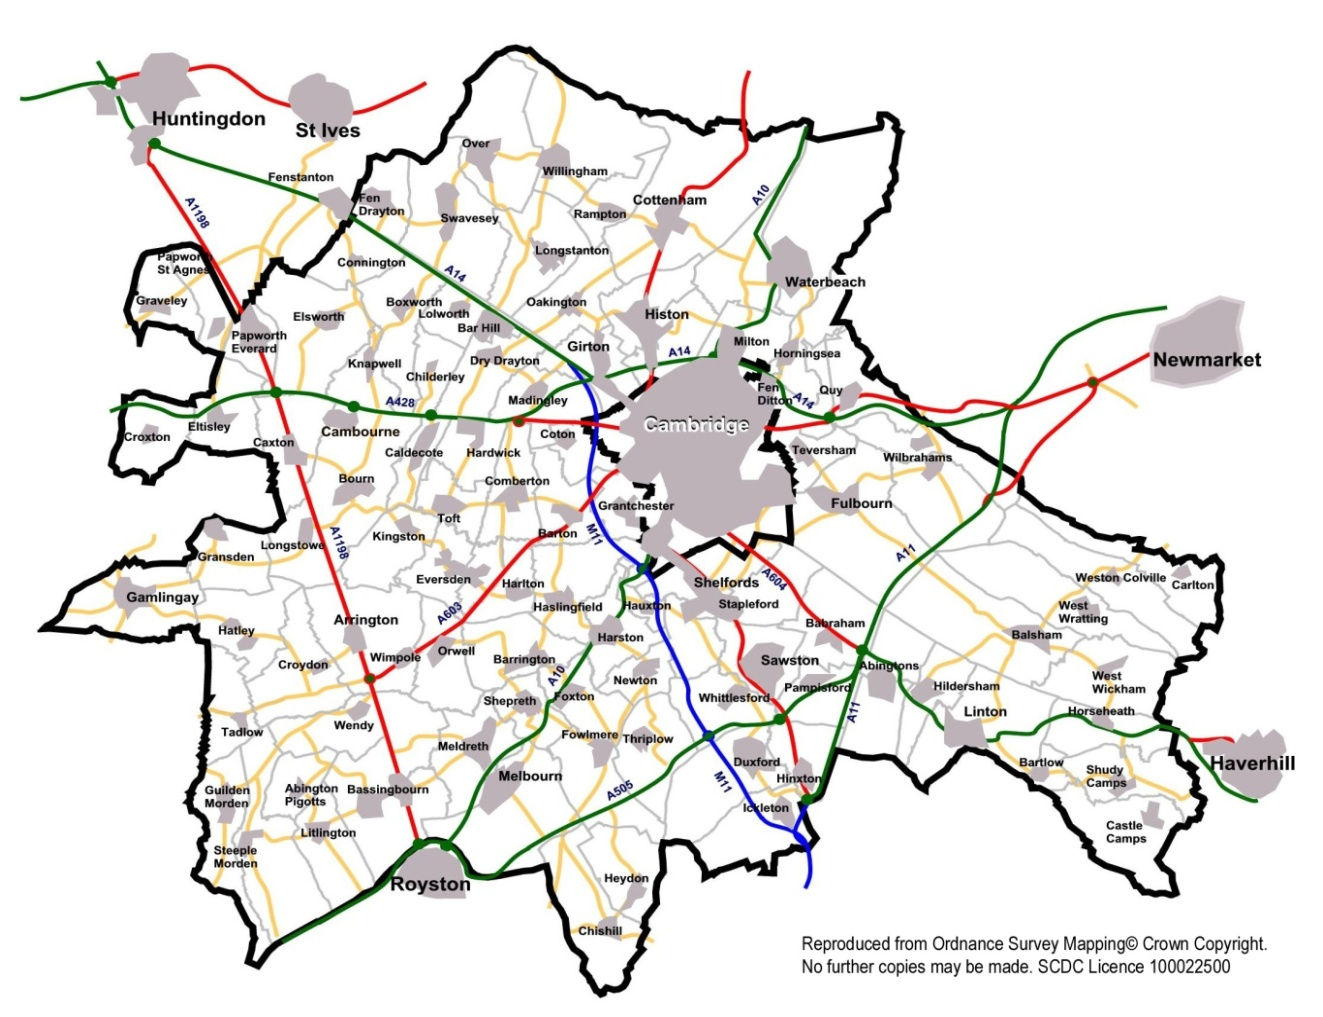 Huntingdon
St Ives
Over
Fenstanton
Willingham
Fen
Drayton
A1198
Swavesey
Rampton
Cottenham
A10
Papworth
St Agnes
Connington
Longstanton
A14
Waterbeach
Graveley
Boxworth
Lolworth
Oakington
Elsworth
Bar Hill
Histon
Papworth
Everard
Girton
A14
Milton
Horningsea
Newmarket
Knapwell
Dry Drayton
Childerley
Fen
Ditton
A14
Quy
A428
Madingley
Eltisley
Croxton
Cambourne
Cambridge
Caxton
Coton
Caldecote
Hardwick
Teversham
Wilbrahams
Bourn
Comberton
Grantchester
Fulbourn
Toft
Kingston
Barton
M11
A1198
Longstowe
Gransden
A11
Eversden
Harlton
Shelfords
A604
Weston Colville
Carlton
Gamlingay
Haslingfield
Hauxton
Stapleford
West
Wratting
A603
Arrington
Babraham
Hatley
Harston
Balsham
Croydon
Wimpole
Orwell
Barrington
Sawston
Abingtons
A10
Newton
Pampisford
Hildersham
West
Wickham
Shepreth
Foxton
Whittlesford
A11
Linton
Horseheath
Wendy
Tadlow
Fowlmere
Thriplow
Meldreth
Duxford
Bartlow
Shudy
Camps
Haverhill
Melbourn
Hinxton
M11
Guilden
Morden
Abington
Pigotts
Bassingbourn
A505
Ickleton
Litlington
Castle
Camps
Steeple
Morden
Royston
Heydon
Chishill
Reproduced from Ordnance Survey Mapping© Crown Copyright.
No further copies may be made. SCDC Licence 100022500